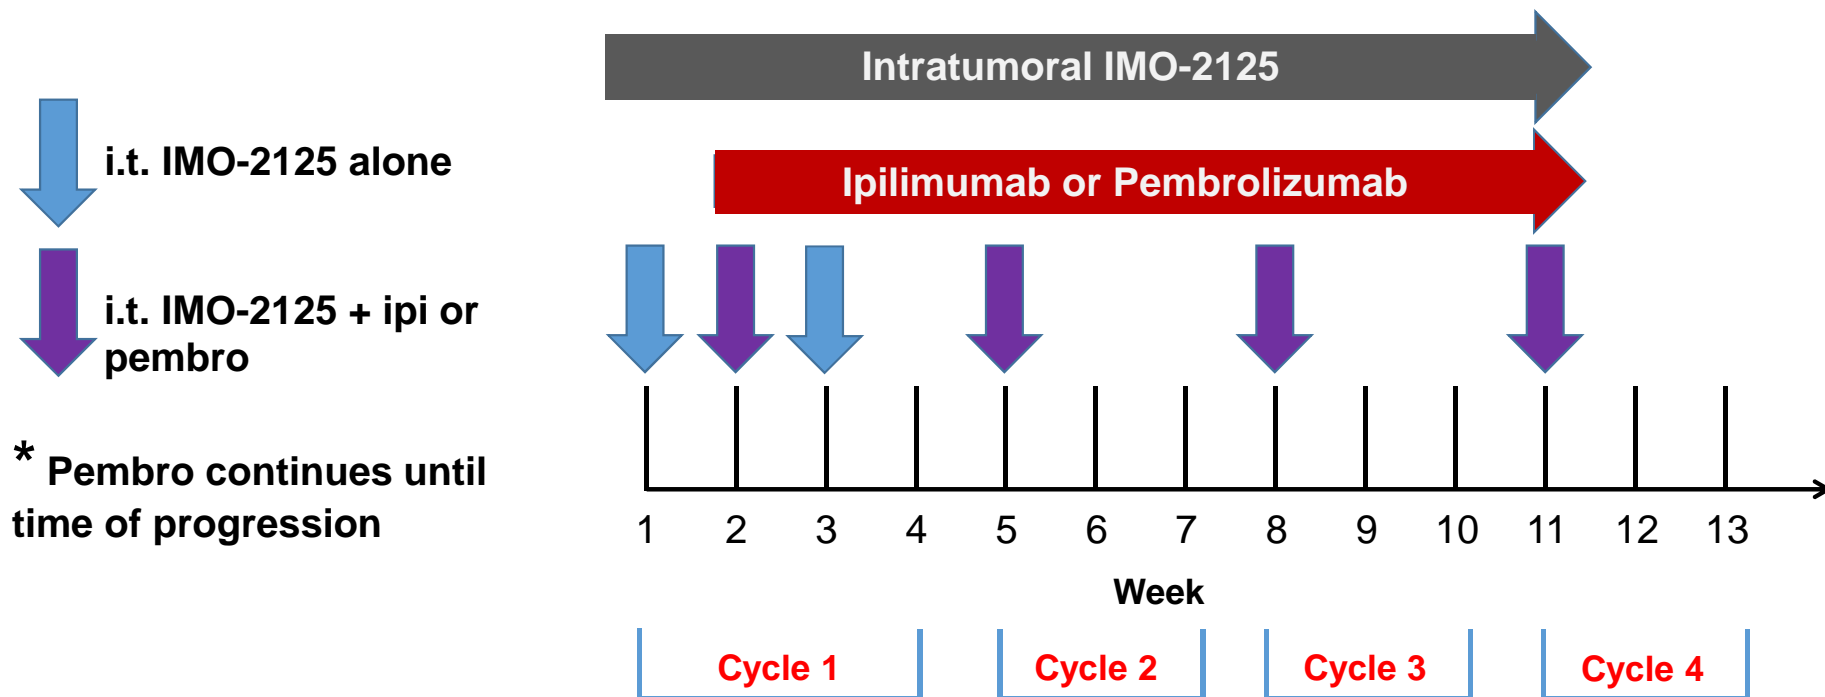 Intratumoral IMO-2125
Ipilimumab or Pembrolizumab
i.t. IMO-2125 alone
i.t. IMO-2125 + ipi or
pembro
* Pembro continues until
time of progression
1 2 3 4 5 6 7 8 9 10 11 12 13
Week
Cycle 1 Cycle 2 Cycle 3 Cycle 4